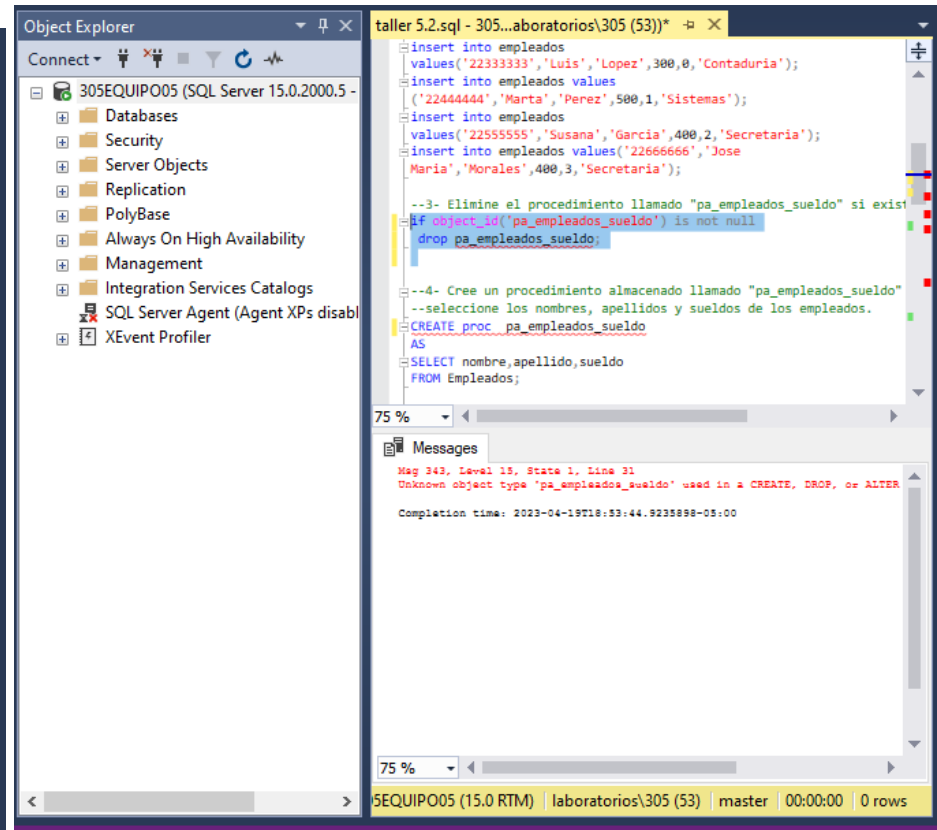 Object Explorer
Connect
305EQUIPO05 (SQL Server 15.0.2000.5 -
Databases
Security
Server Objects
Replication
PolyBase
Always On High Availability
Management
Integration Services Catalogs
SQL Server Agent (Agent XPs disabl
XEvent Profiler
taller 5.2.sql - 305...aboratorios\305 (53))*
insert into empleados
values('22333333','Luis','Lopez',300,0,'Contaduria');
insert into empleados values
('22444444','Marta','Perez',500,1,'Sistemas');
insert into empleados
values('22555555','Susana','Garcia',400,2,'Secretaria');
insert into empleados values('22666666','Jose
Maria','Morales',400,3,'Secretaria');
--3- Elimine el procedimiento llamado "pa_empleados_sueldo" si exist
if object_id('pa_empleados_sueldo') is not null
drop pa_empleados_sueldo;
--4- Cree un procedimiento almacenado llamado "pa_empleados_sueldo"
--seleccione los nombres, apellidos y sueldos de los empleados.
CREATE proc pa_empleados_sueldo
AS
SELECT nombre,apellido,sueldo
FROM Empleados;
75 %
Messages
Msg 343, Level 15, State 1, Line 31
Unknown object type 'pa_empleados_sueldo' used in a CREATE, DROP, or ALTER
Completion time: 2023-04-19T18:53:44.9235898-05:00
75 %
5EQUIPO05 (15.0 RTM) laboratorios\305 (53) master 00:00:00 0 rows